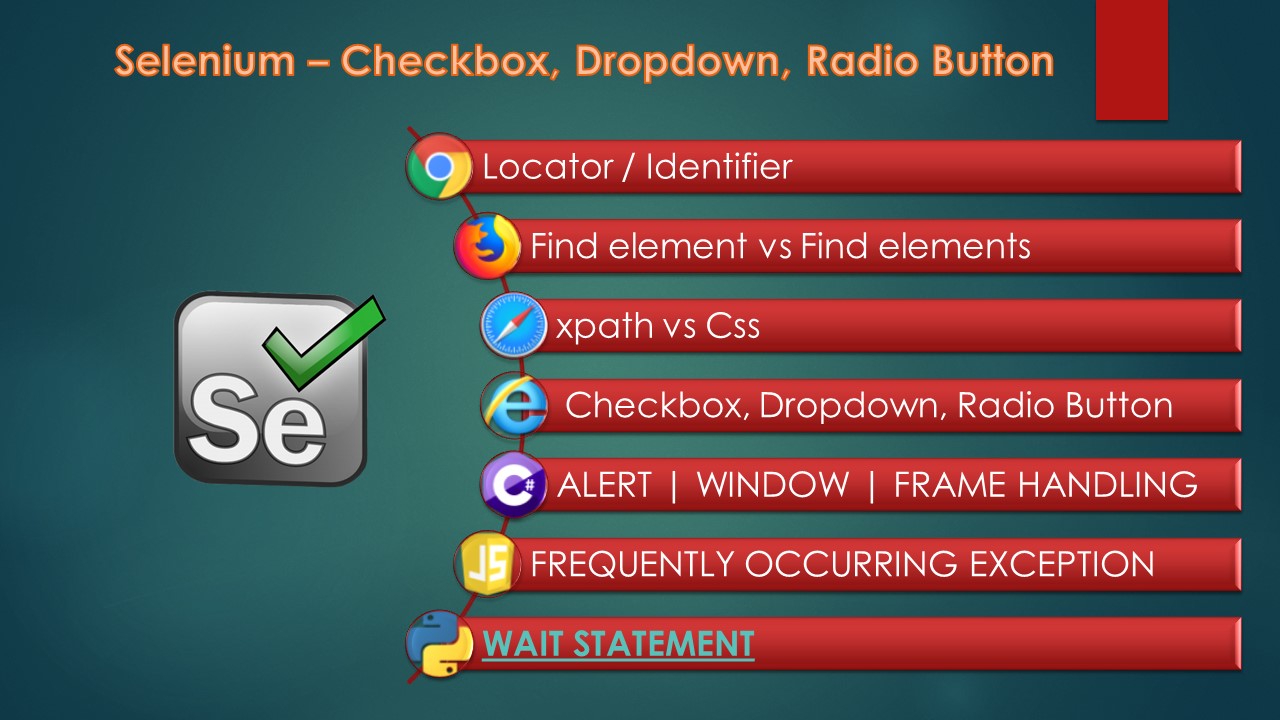 Selenium – Checkbox, Dropdown, Radio Button
Locator / Identifier
Find element vs Find elements
xpath vs Css
Se
Checkbox, Dropdown, Radio Button
C#
ALERT | WINDOW | FRAME HANDLING
JS
FREQUENTLY OCCURRING EXCEPTION
WAIT STATEMENT